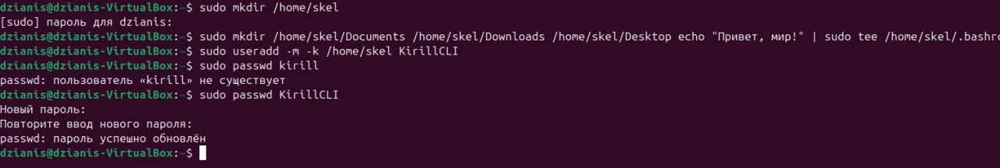 dzianis@dzianis-VirtualBox:~$ sudo mkdir /home/skel
[sudo] пароль для dzianis:
dzianis@dzianis-VirtualBox:~$ sudo mkdir /home/skel/Documents /home/skel/Downloads /home/skel/Desktop echo "Привет, мир!" | sudo tee /home/skel/.bashrc
dzianis@dzianis-VirtualBox:~$ sudo useradd -m -k /home/skel KirillCLI
dzianis@dzianis-VirtualBox:~$ sudo passwd kirill
passwd: пользователь «kirill» не существует
dzianis@dzianis-VirtualBox:~$ sudo passwd KirillCLI
Новый пароль:
Повторите ввод нового пароля:
passwd: пароль успешно обновлён
dzianis@dzianis-VirtualBox:~$